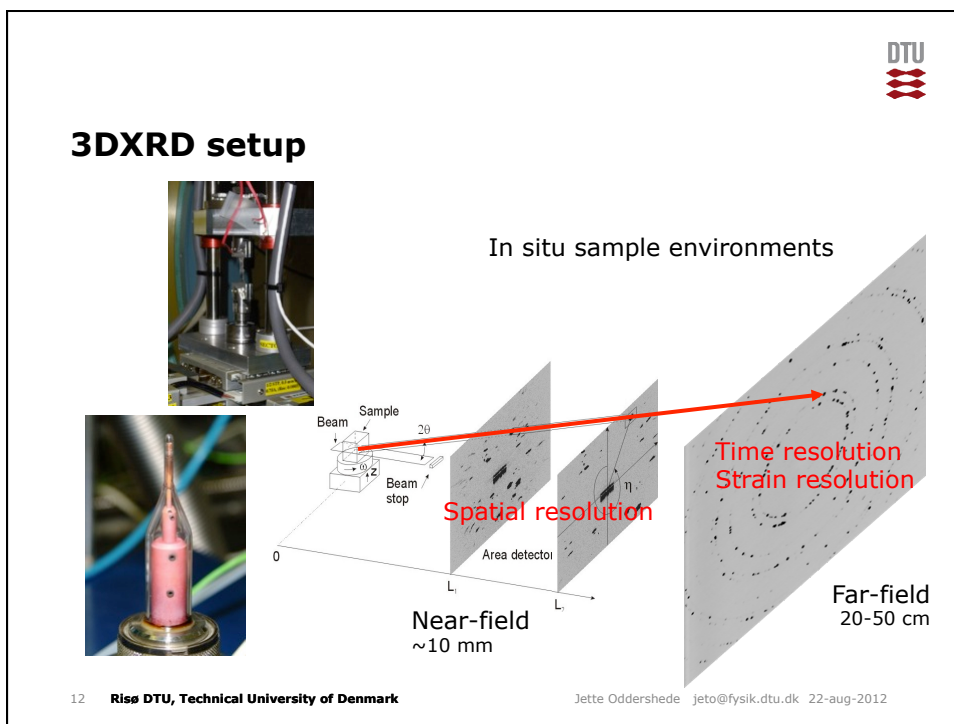 DTU
3DXRD setup
In situ sample environments
Beam
Sample
2θ
ω
z
Beam
stop
η
Time resolution
Strain resolution
Spatial resolution
Area detector
0
L₁
L₂
Near-field
~10 mm
Far-field
20-50 cm
12 Risø DTU, Technical University of Denmark
Jette Oddershede jeto@fysik.dtu.dk 22-aug-2012